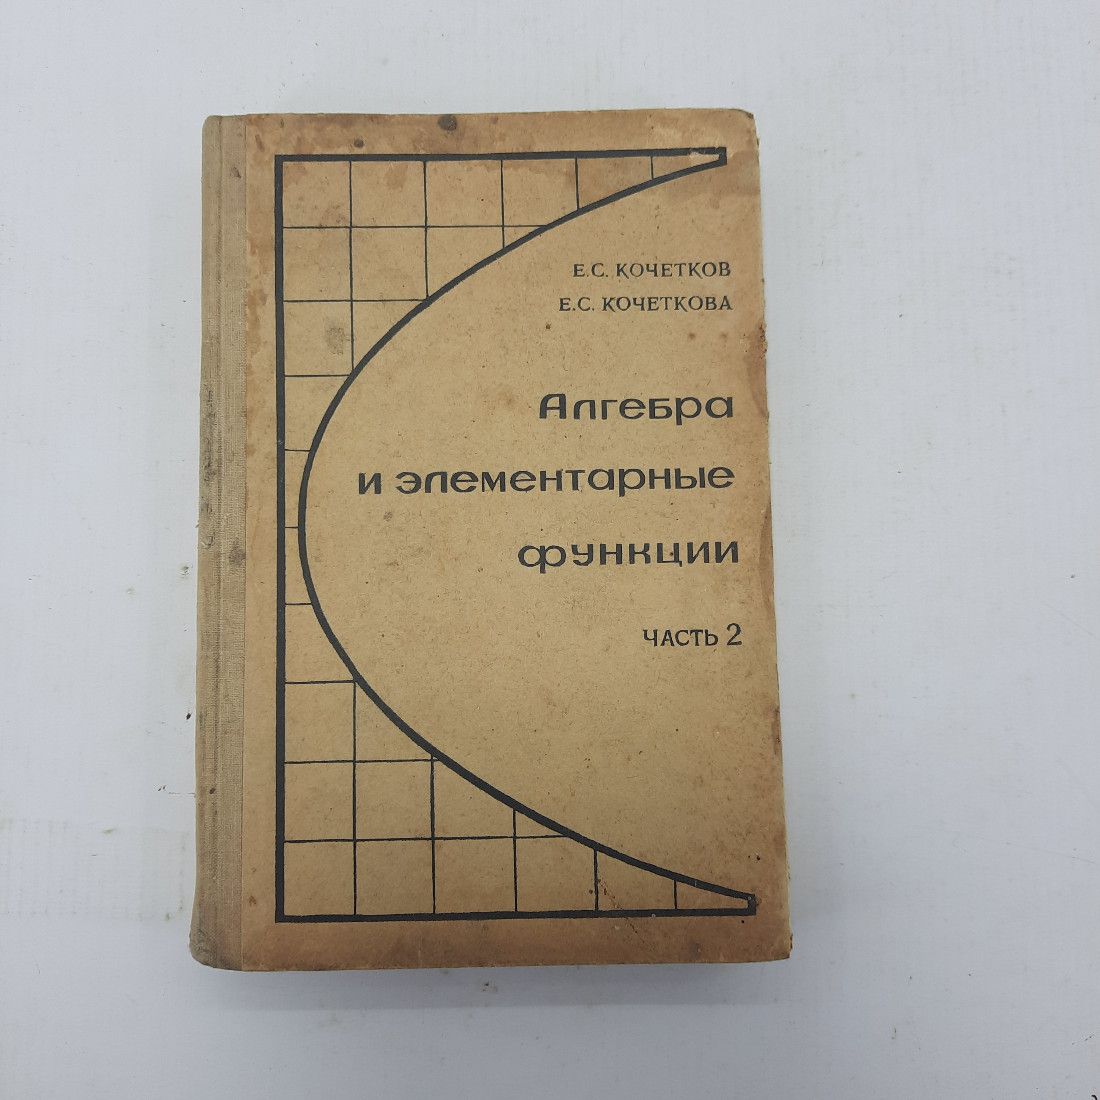 Е.С. КОЧЕТКОВ
Е.С. КОЧЕТКОВА
Алгебра
и элементарные
функции
ЧАСТЬ 2